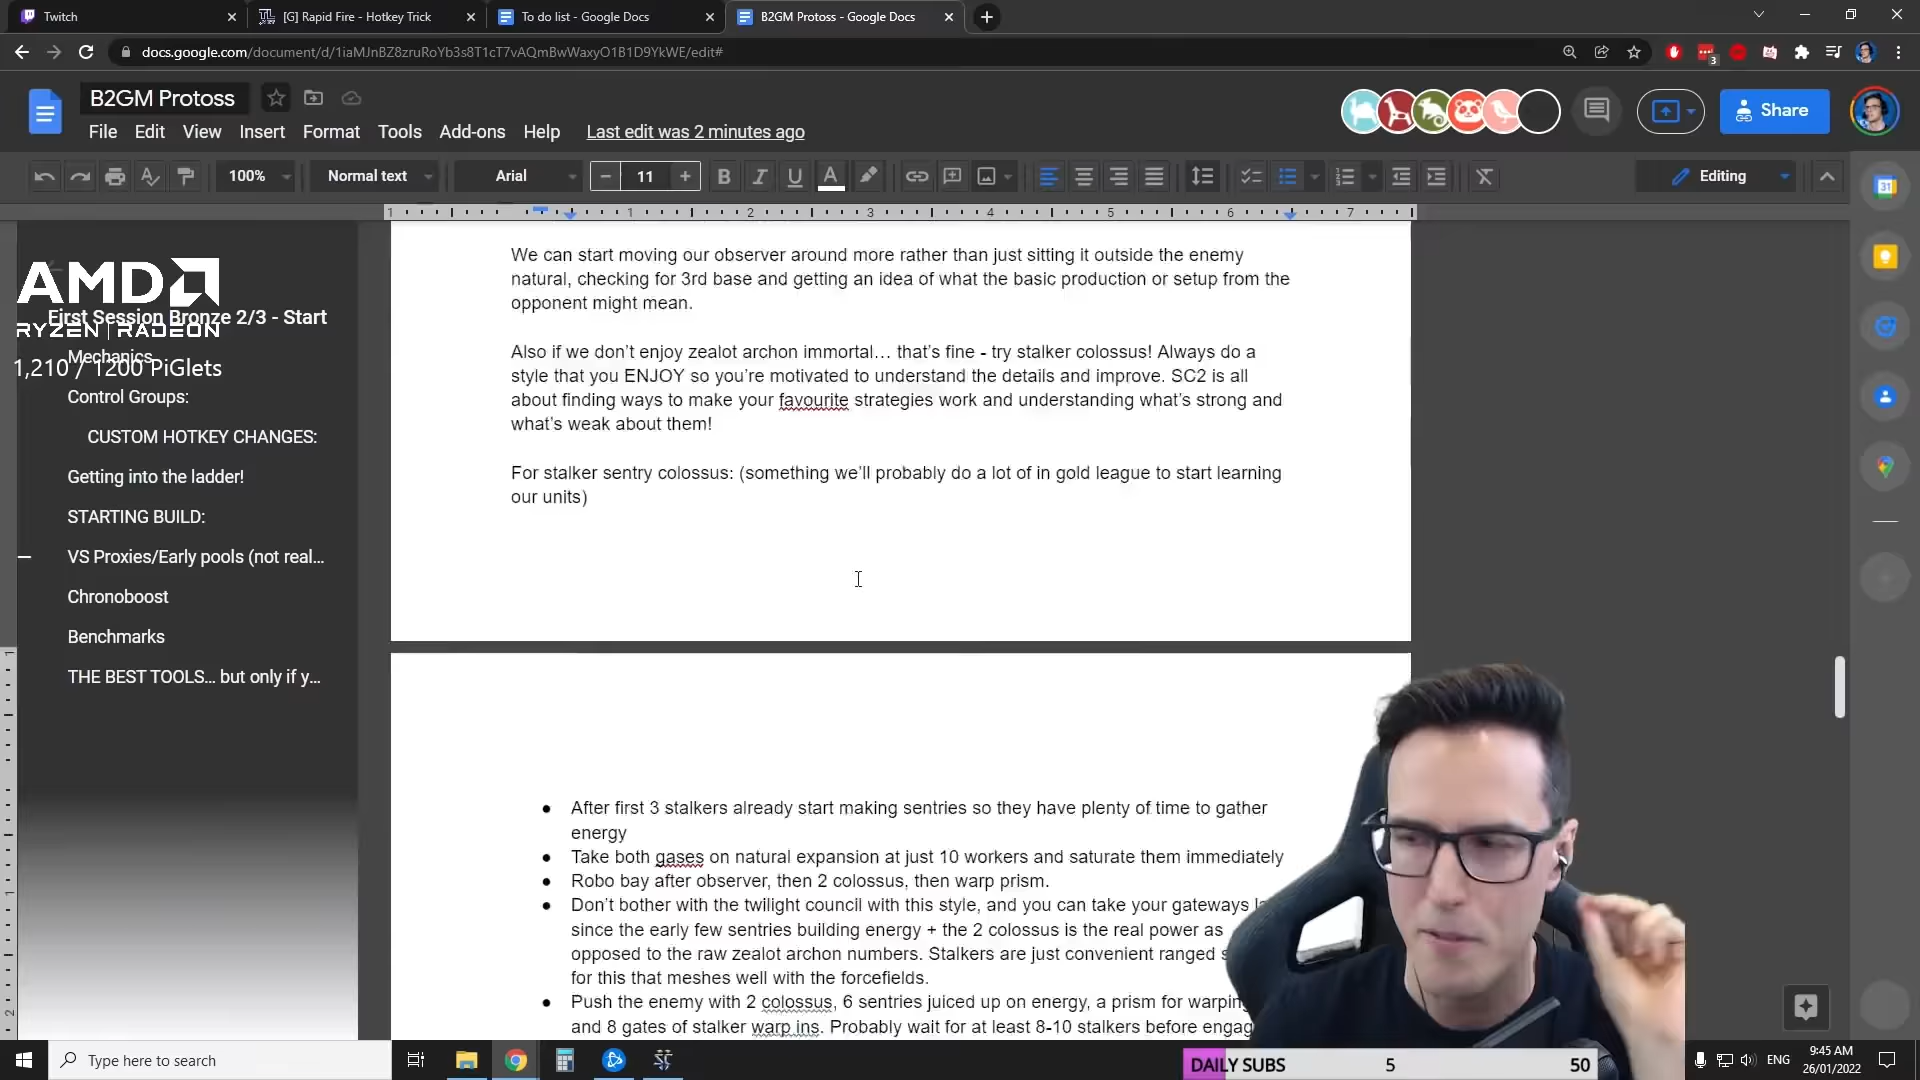 Twitch
[G] Rapid Fire - Hotkey Trick
To do list - Google Docs
B2GM Protoss - Google Docs
docs.google.com/document/d/1iaMJnBZ8zruRoYb3s8T1cT7vAQmBwWaxyO1B1D9YkWE/edit#
3
B2GM Protoss
File Edit View Insert Format Tools Add-ons Help Last edit was 2 minutes ago
Share
100% Normal text Arial 11 Editing
1 1 2 3 4 5 6 7
31
AMD
RYZEN | RADEON
1,210 / 1200 PiGlets
First Session Bronze 2/3 - Start
Mechanics
Control Groups:
CUSTOM HOTKEY CHANGES:
Getting into the ladder!
STARTING BUILD:
VS Proxies/Early pools (not real...
Chronoboost
Benchmarks
THE BEST TOOLS... but only if y...
We can start moving our observer around more rather than just sitting it outside the enemy
natural, checking for 3rd base and getting an idea of what the basic production or setup from the
opponent might mean.
Also if we don't enjoy zealot archon immortal… that's fine - try stalker colossus! Always do a
style that you ENJOY so you're motivated to understand the details and improve. SC2 is all
about finding ways to make your favourite strategies work and understanding what's strong and
what's weak about them!
For stalker sentry colossus: (something we'll probably do a lot of in gold league to start learning
our units)
● After first 3 stalkers already start making sentries so they have plenty of time to gather
energy
● Take both gases on natural expansion at just 10 workers and saturate them immediately
● Robo bay after observer, then 2 colossus, then warp prism.
● Don't bother with the twilight council with this style, and you can take your gateways
since the early few sentries building energy + the 2 colossus is the real power as
opposed to the raw zealot archon numbers. Stalkers are just convenient ranged
for this that meshes well with the forcefields.
● Push the enemy with 2 colossus, 6 sentries juiced up on energy, a prism for warping
and 8 gates of stalker warp ins. Probably wait for at least 8-10 stalkers before
Type here to search
DAILY SUBS 5 50
ENG
9:45 AM
26/01/2022